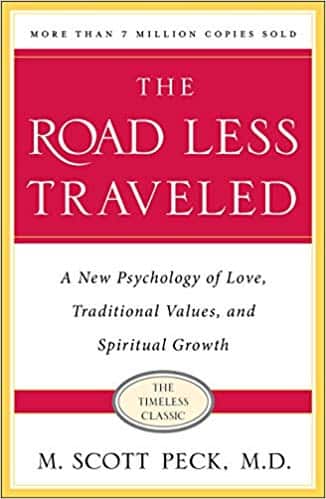 MORE THAN 7 MILLION COPIES SOLD
THE
ROAD LESS
TRAVELED
A New Psychology of Love,
Traditional Values, and
Spiritual Growth
THE
TIMELESS
CLASSIC
M. SCOTT PECK, M.D.